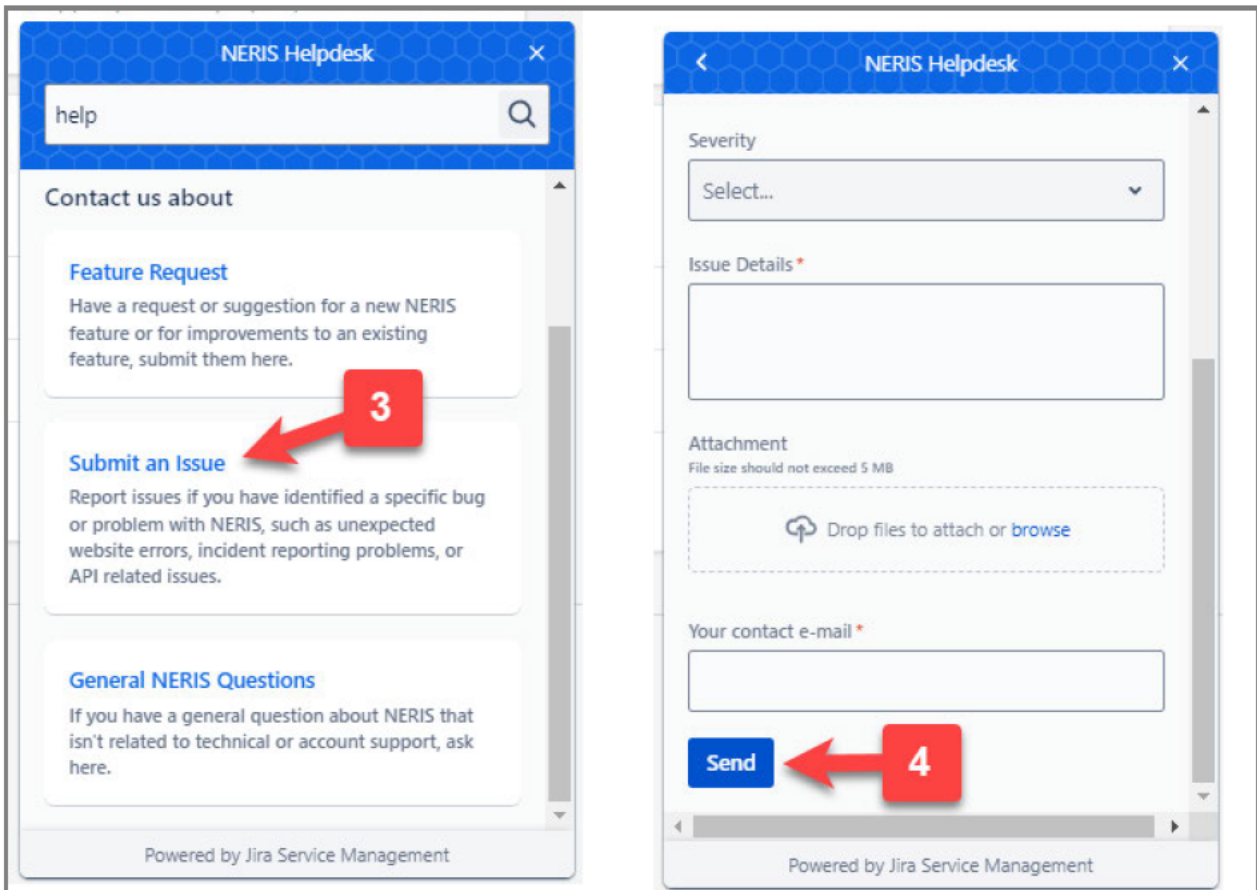 NERIS Helpdesk
help
Contact us about
Feature Request
Have a request or suggestion for a new NERIS
feature or for improvements to an existing
feature, submit them here.
3
Submit an Issue
Report issues if you have identified a specific bug
or problem with NERIS, such as unexpected
website errors, incident reporting problems, or
API related issues.
General NERIS Questions
If you have a general question about NERIS that
isn't related to technical or account support, ask
here.
Powered by Jira Service Management
NERIS Helpdesk
Severity
Select...
Issue Details*
Attachment
File size should not exceed 5 MB
Drop files to attach or browse
Your contact e-mail*
Send
4
Powered by Jira Service Management